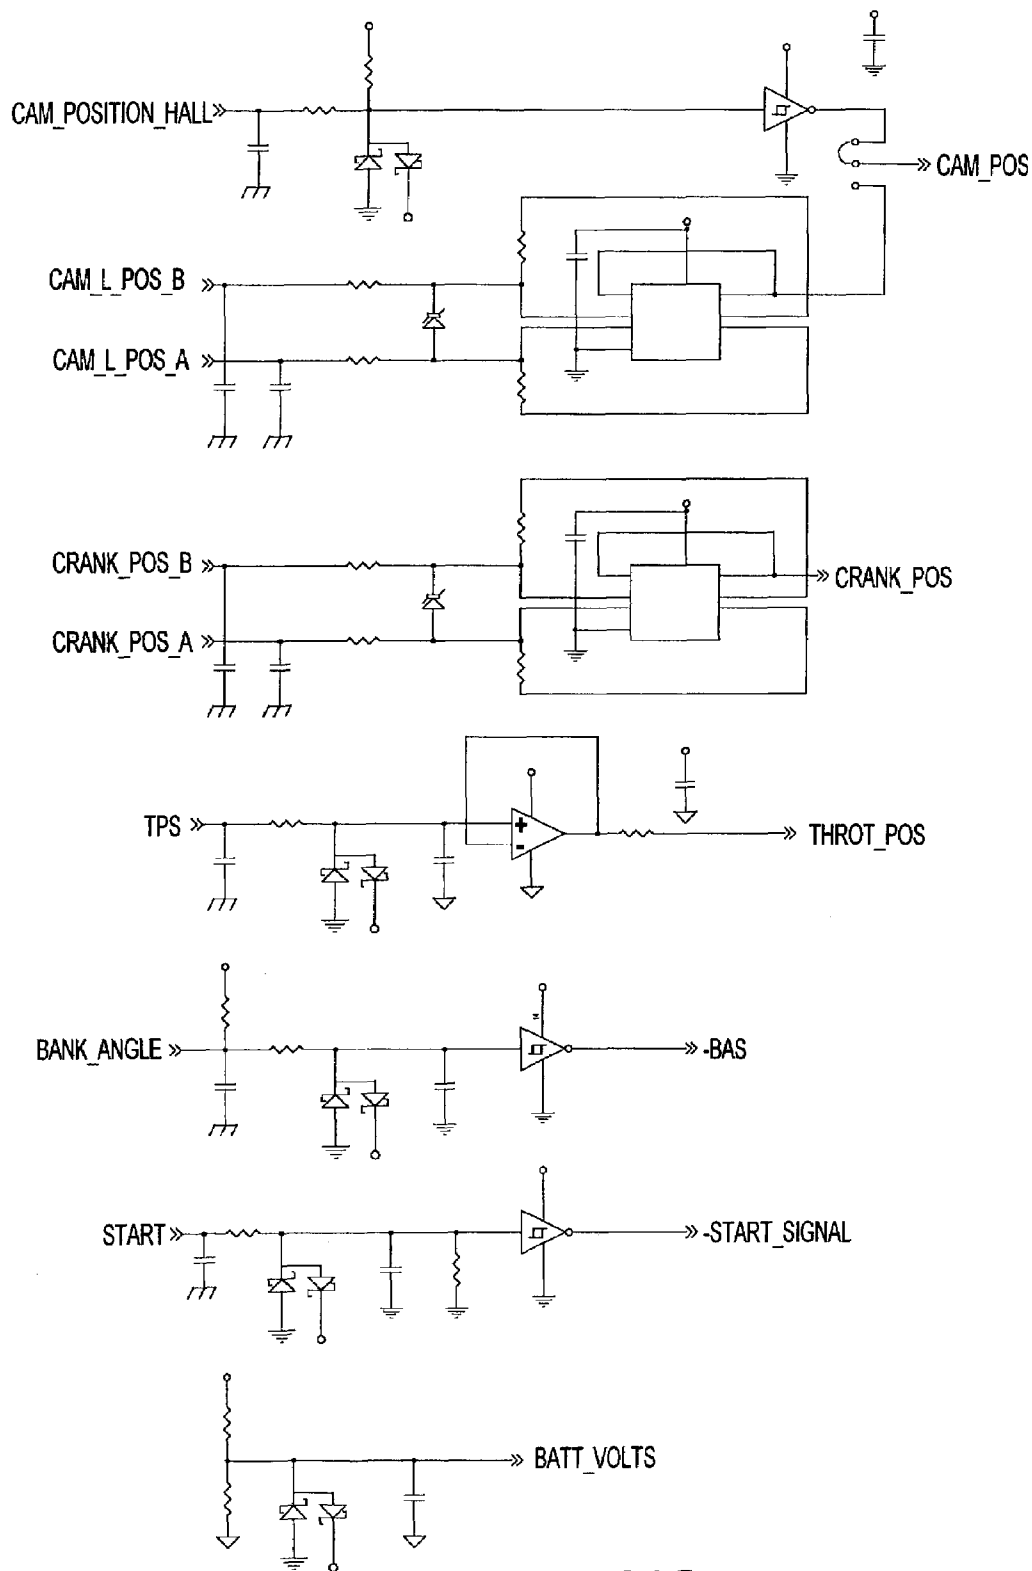 CAM_POSITION_HALL
CAM_POS
CAM_L_POS_B
CAM_L_POS_A
CRANK_POS_B
CRANK_POS
CRANK_POS_A
TPS
+
-
THROT_POS
BANK_ANGLE
-BAS
START
-START_SIGNAL
BATT_VOLTS